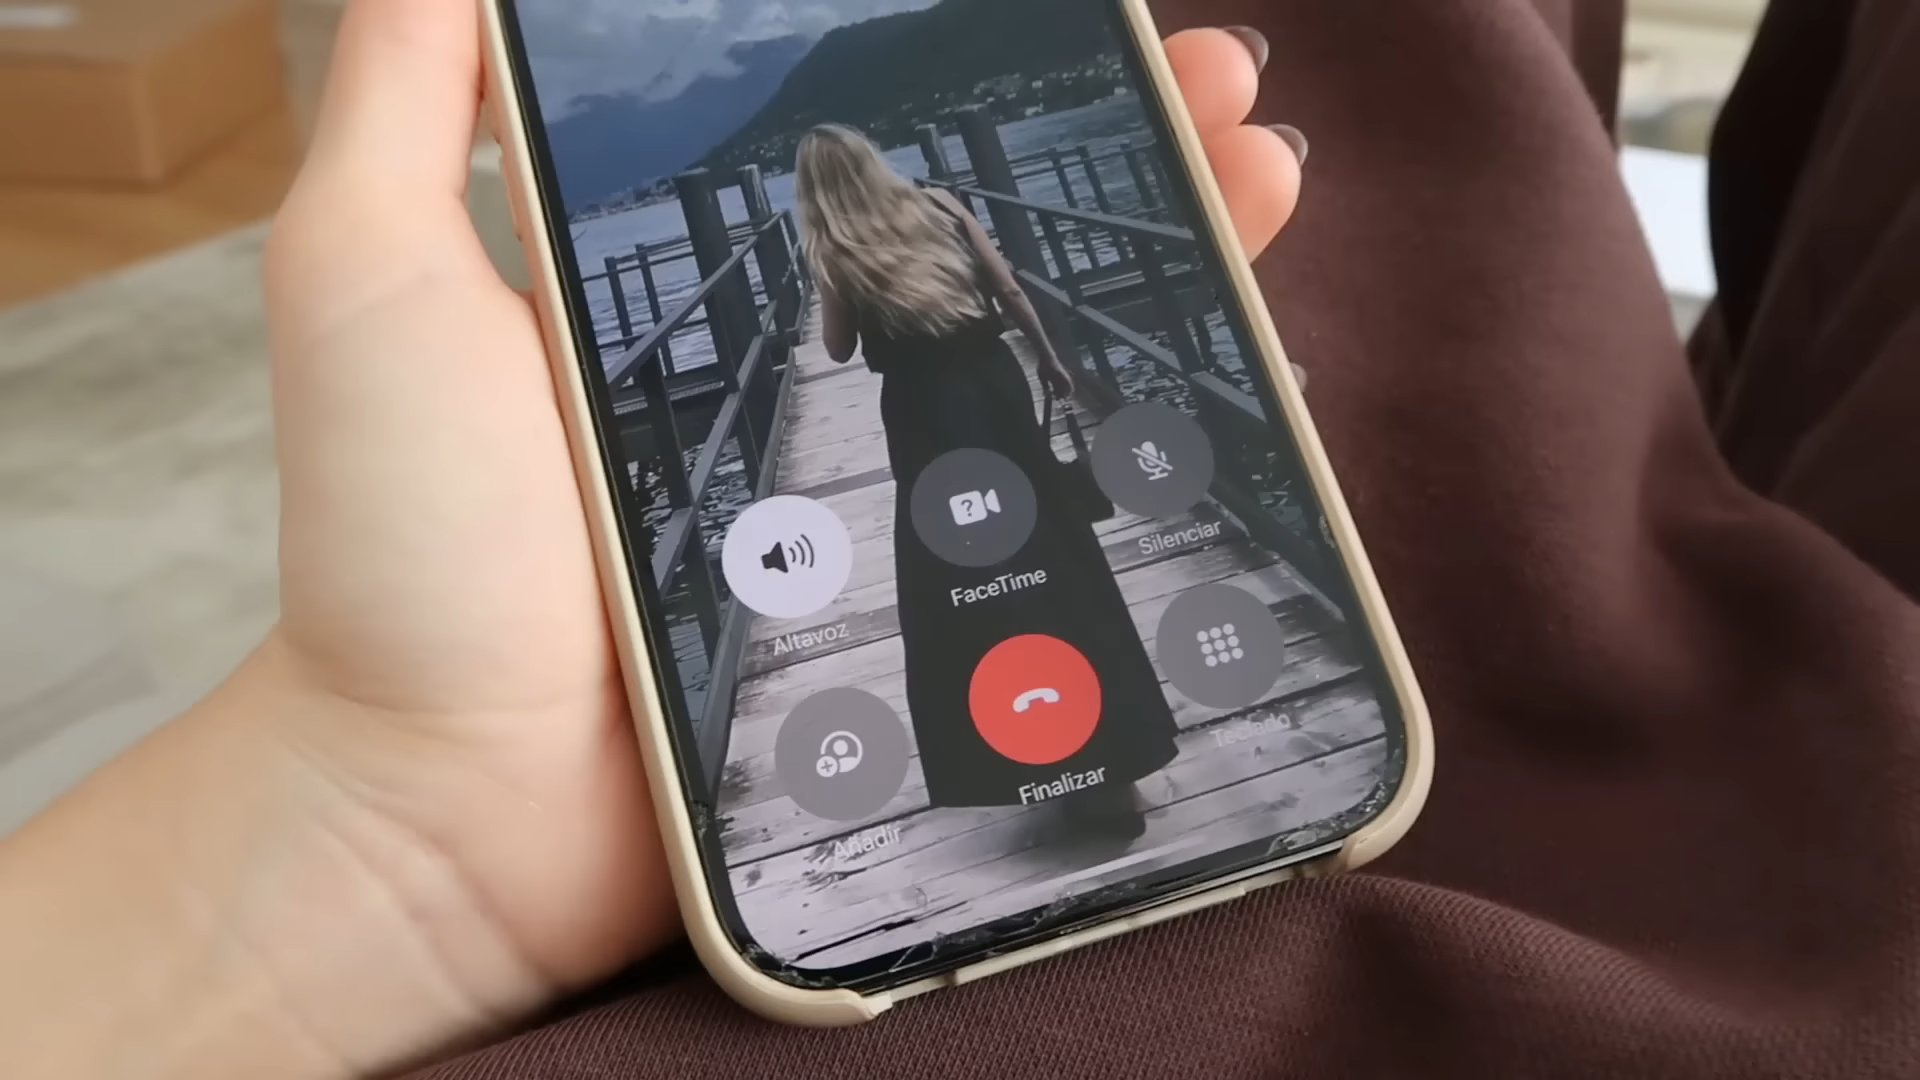 Altavoz
FaceTime
Silenciar
Añadir
Finalizar
Teclado